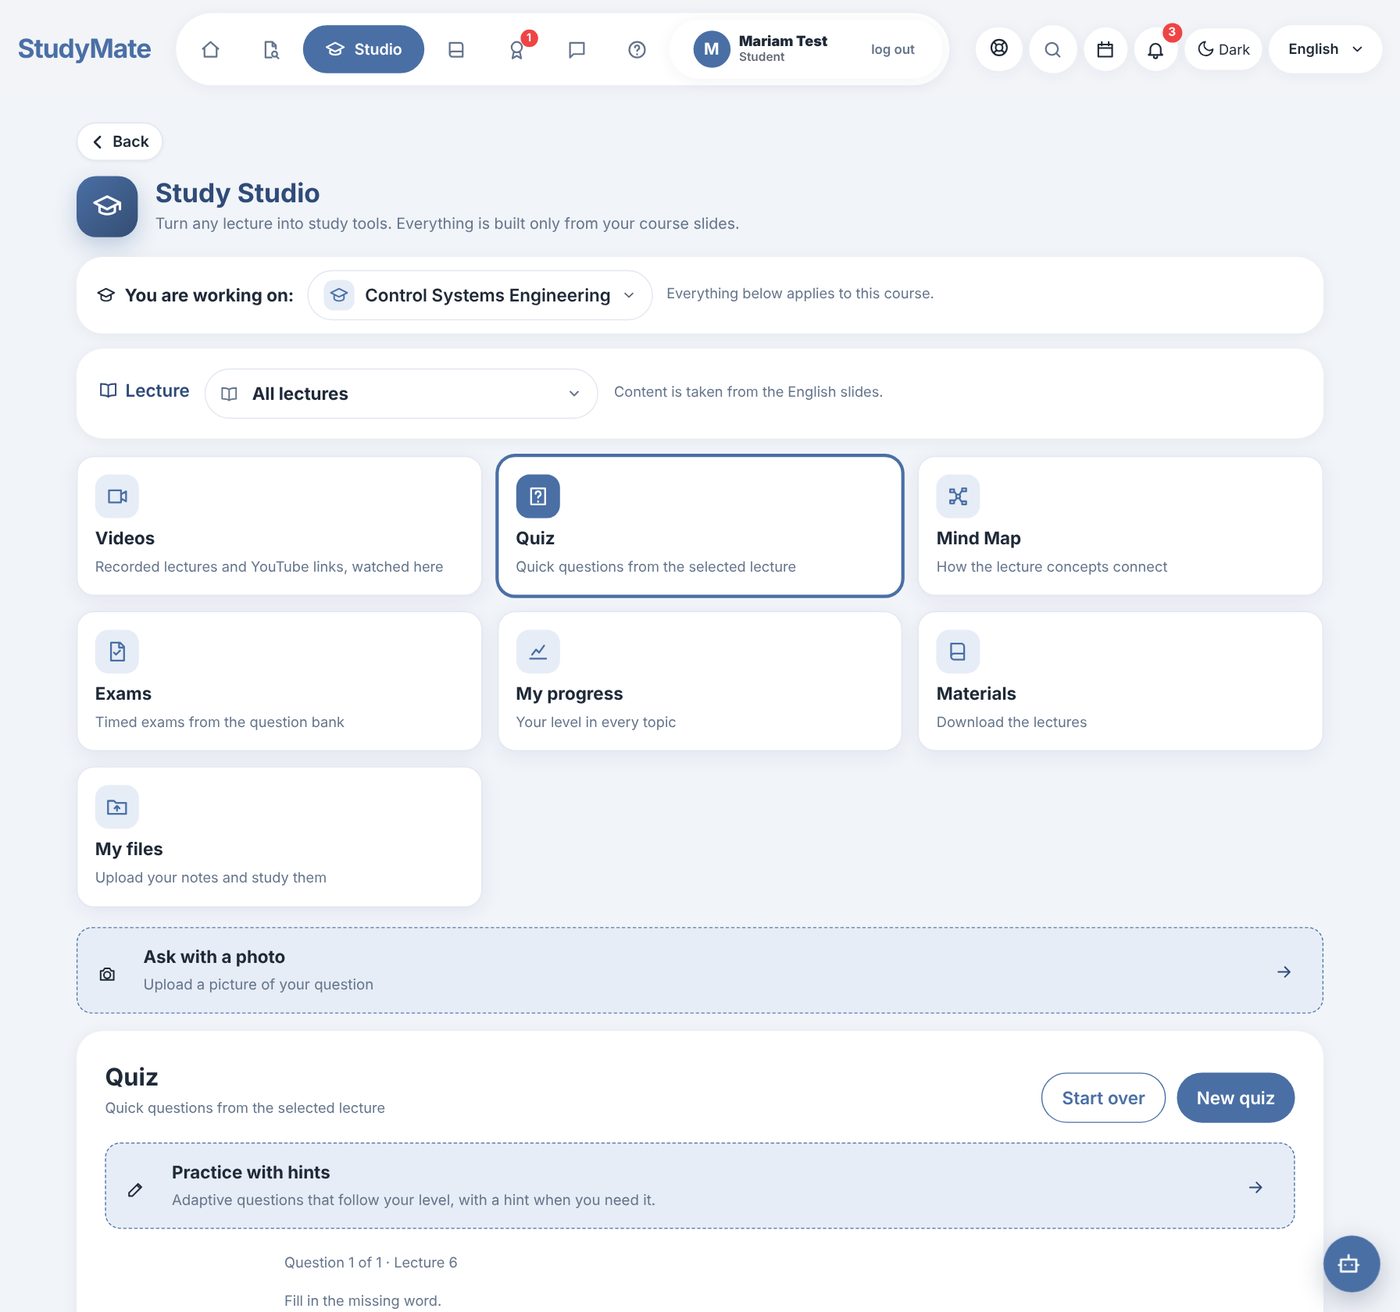 StudyMate
Studio
1
M
Mariam Test
Student
log out
3
Dark
English
Back
Study Studio
Turn any lecture into study tools. Everything is built only from your course slides.
You are working on:
Control Systems Engineering
Everything below applies to this course.
Lecture
All lectures
Content is taken from the English slides.
Videos
Recorded lectures and YouTube links, watched here
Quiz
Quick questions from the selected lecture
Mind Map
How the lecture concepts connect
Exams
Timed exams from the question bank
My progress
Your level in every topic
Materials
Download the lectures
My files
Upload your notes and study them
Ask with a photo
Upload a picture of your question
Quiz
Quick questions from the selected lecture
Start over
New quiz
Practice with hints
Adaptive questions that follow your level, with a hint when you need it.
Question 1 of 1 · Lecture 6
Fill in the missing word.